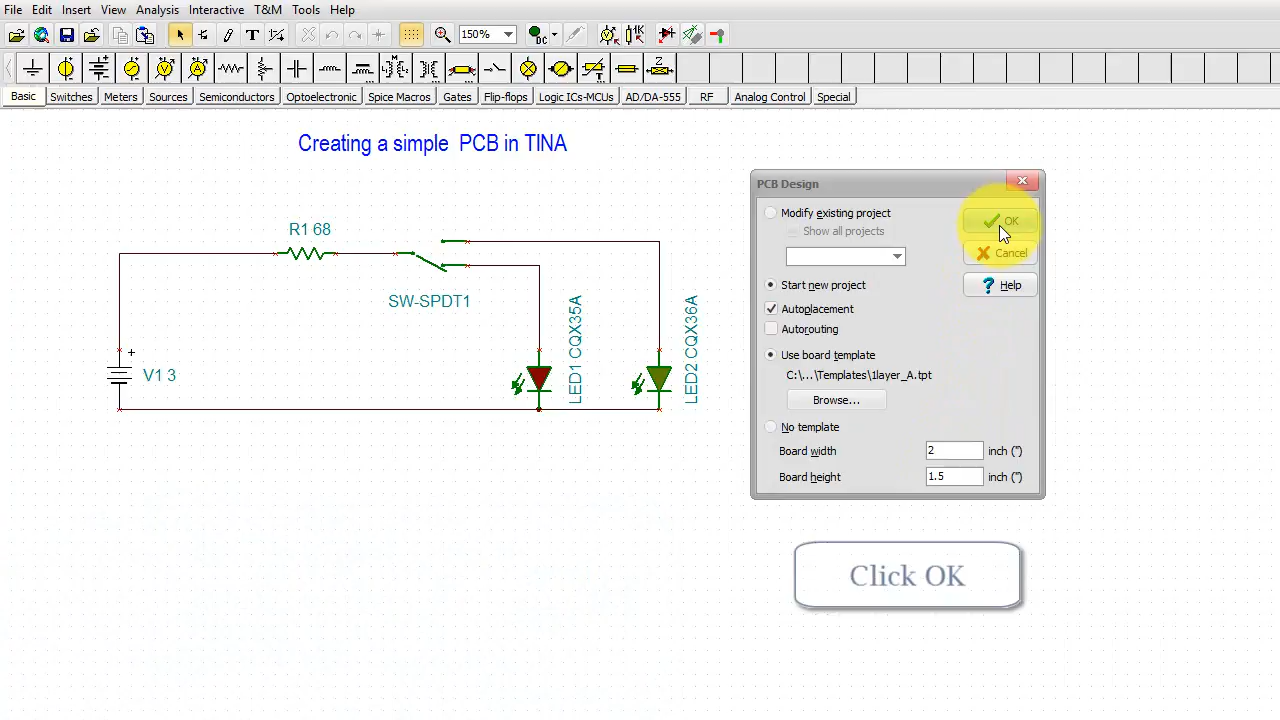 File Edit Insert View Analysis Interactive T&M Tools Help
150% DC
Basic Switches Meters Sources Semiconductors Optoelectronic Spice Macros Gates Flip-flops Logic ICs-MCUs AD/DA-555 RF Analog Control Special
Creating a simple PCB in TINA
R1 68
SW-SPDT1
V1 3
+
LED1 CQX35A
LED2 CQX36A
PCB Design
Modify existing project
Show all projects
OK
Cancel
Help
Start new project
Autoplacement
Autorouting
Use board template
C:\...\Templates\1layer_A.tpt
Browse...
No template
Board width 2 inch (")
Board height 1.5 inch (")
Click OK